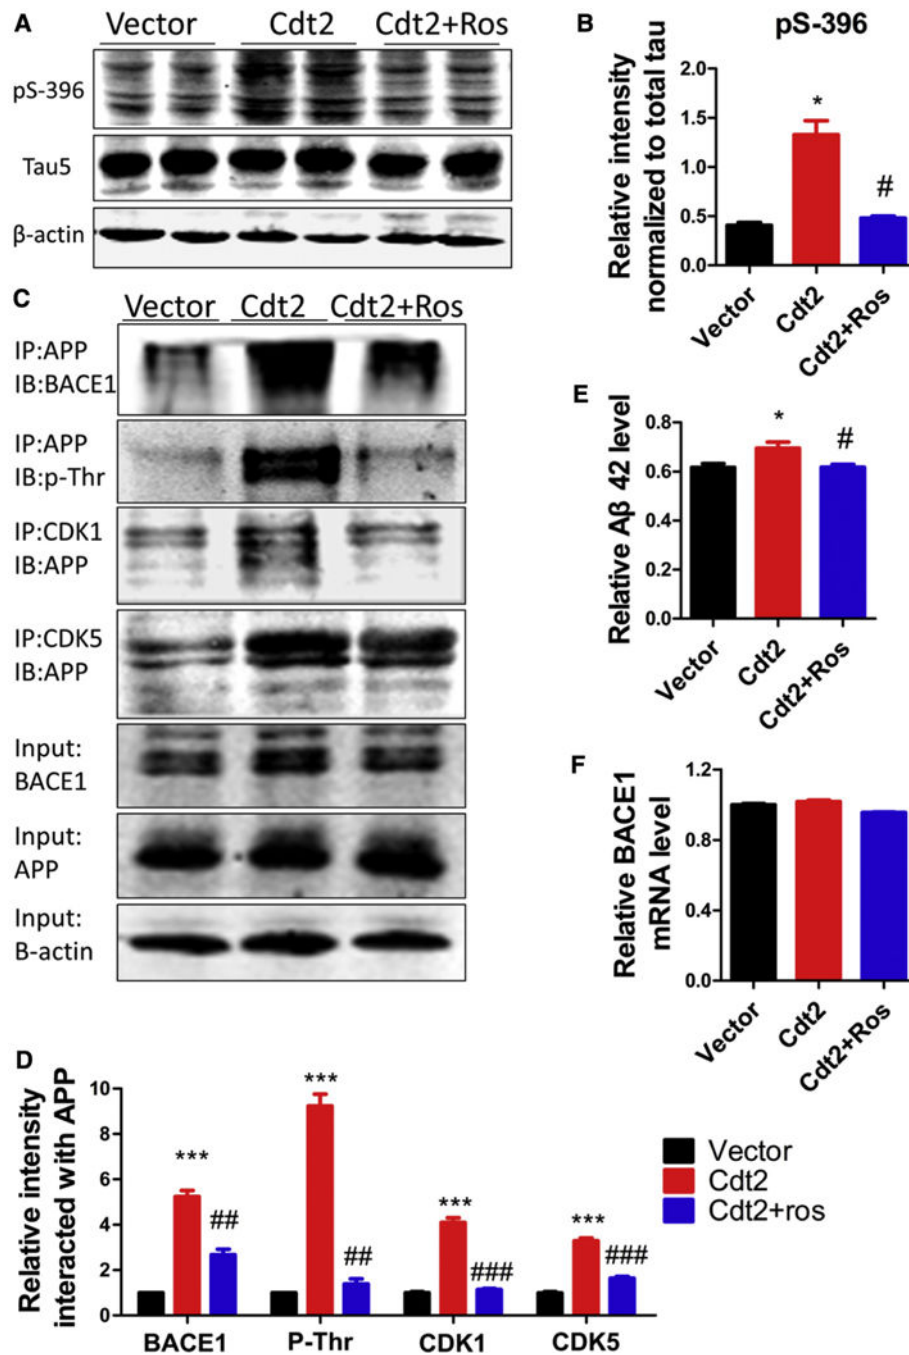 A
Vector Cdt2 Cdt2+Ros
pS-396
Tau5
β-actin
B
pS-396
Relative intensity
normalized to total tau
2.0
1.5
1.0
0.5
0.0
*
#
Vector
Cdt2
Cdt2+Ros
C
Vector Cdt2 Cdt2+Ros
IP:APP
IB:BACE1
IP:APP
IB:p-Thr
IP:CDK1
IB:APP
IP:CDK5
IB:APP
Input:
BACE1
Input:
APP
Input:
B-actin
E
Relative Aβ 42 level
0.8
0.6
0.4
0.2
0.0
*
#
Vector
Cdt2
Cdt2+Ros
F
Relative BACE1
mRNA level
1.2
0.8
0.4
0.0
Vector
Cdt2
Cdt2+Ros
D
Relative intensity
interacted with APP
10
8
6
4
2
0
***
##
***
##
***
###
***
###
BACE1 P-Thr CDK1 CDK5
Vector
Cdt2
Cdt2+ros